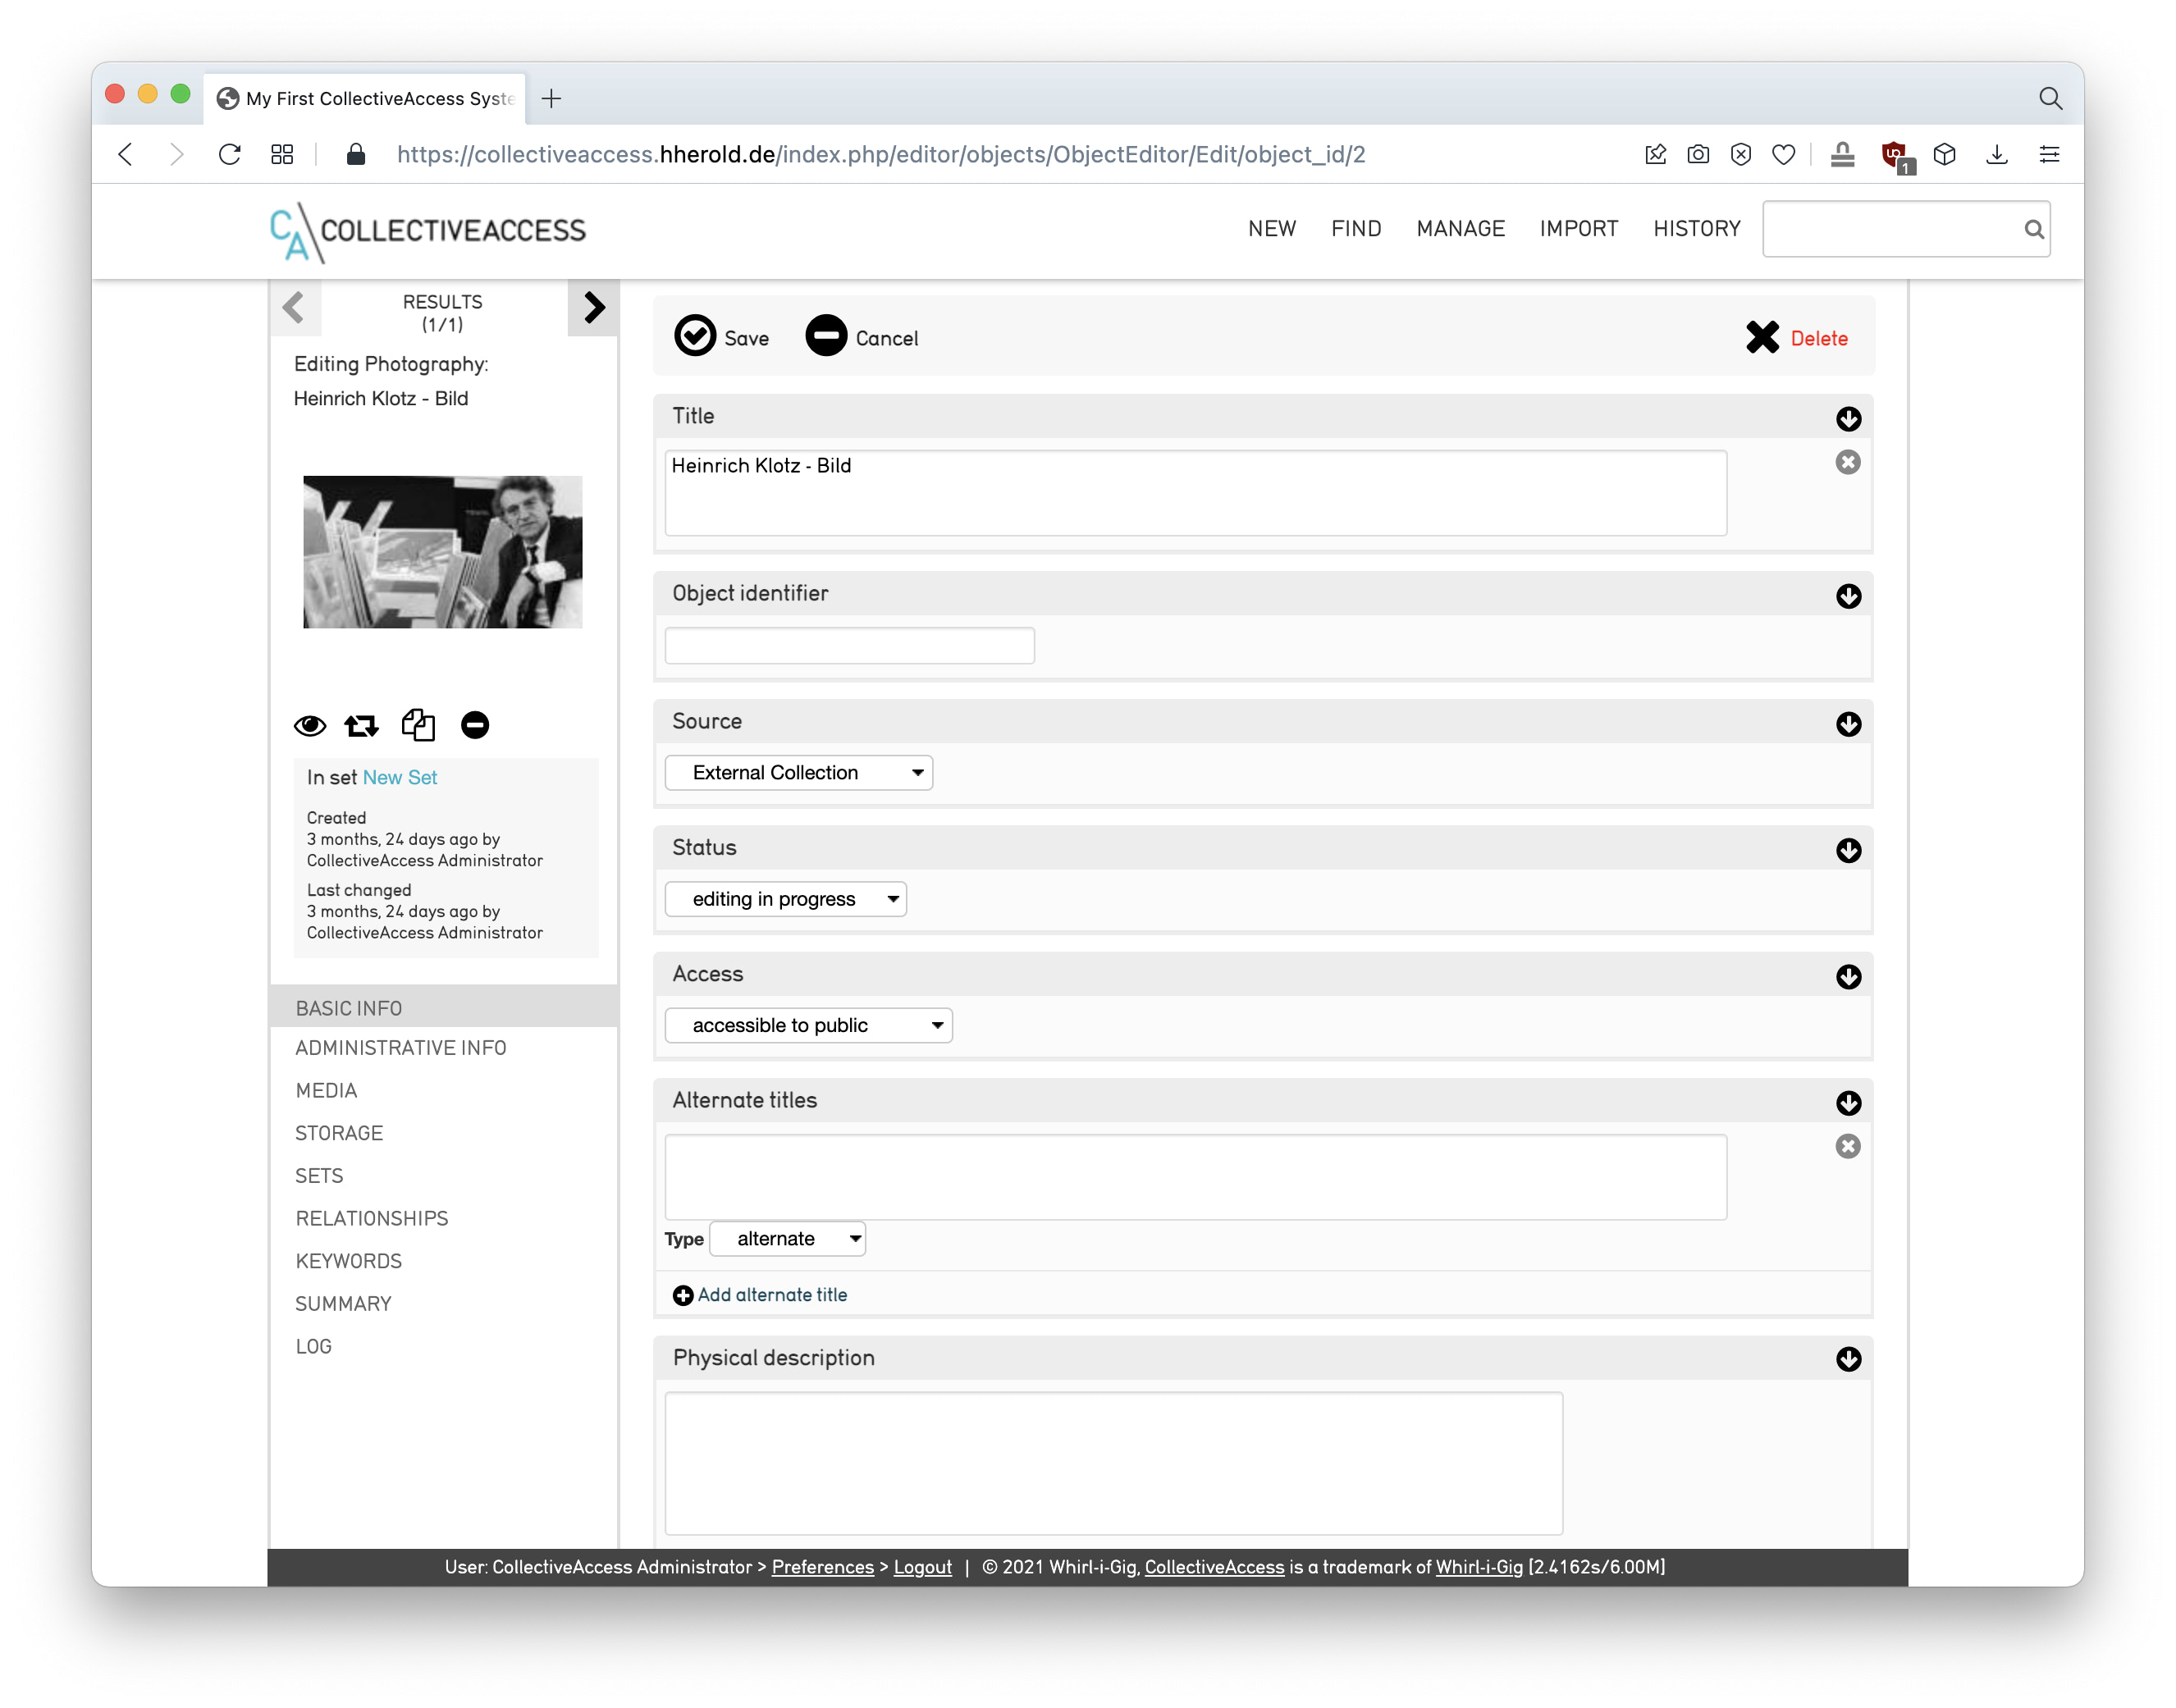 My First CollectiveAccess Syste
https://collectiveaccess.hherold.de/index.php/editor/objects/ObjectEditor/Edit/object_id/2
1
CA COLLECTIVEACCESS
NEW FIND MANAGE IMPORT HISTORY
RESULTS
(1/1)
Editing Photography:
Heinrich Klotz - Bild
In set New Set
Created
3 months, 24 days ago by
CollectiveAccess Administrator
Last changed
3 months, 24 days ago by
CollectiveAccess Administrator
BASIC INFO
ADMINISTRATIVE INFO
MEDIA
STORAGE
SETS
RELATIONSHIPS
KEYWORDS
SUMMARY
LOG
Save Cancel Delete
Title
Heinrich Klotz - Bild
Object identifier
Source
External Collection
Status
editing in progress
Access
accessible to public
Alternate titles
Type alternate
Add alternate title
Physical description
User: CollectiveAccess Administrator > Preferences > Logout | © 2021 Whirl-i-Gig, CollectiveAccess is a trademark of Whirl-i-Gig [2.4162s/6.00M]